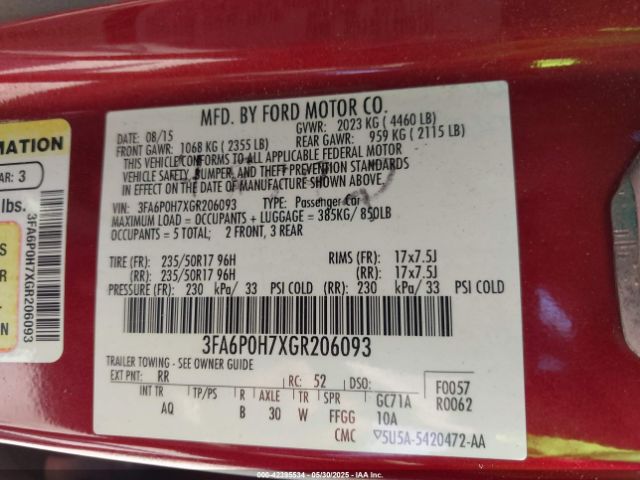 MATION
AR: 3
lbs.
3FA6P0H7XGR206093
MFD. BY FORD MOTOR CO.
DATE: 08/15 GVWR: 2023 KG ( 4460 LB)
FRONT GAWR: 1068 KG ( 2355 LB) REAR GAWR: 959 KG ( 2115 LB)
THIS VEHICLE CONFORMS TO ALL APPLICABLE FEDERAL MOTOR
VEHICLE SAFETY, BUMPER, AND THEFT PREVENTION STANDARDS
IN EFFECT ON THE DATE OF MANUFACTURE SHOWN ABOVE.
VIN: 3FA6P0H7XGR206093 TYPE: Passenger Car
MAXIMUM LOAD = OCCUPANTS + LUGGAGE = 385KG/ 850LB
OCCUPANTS = 5 TOTAL; 2 FRONT, 3 REAR
TIRE (FR): 235/50R17 96H RIMS (FR): 17x7.5J
(RR): 235/50R17 96H (RR): 17x7.5J
PRESSURE (FR): 230 kPa/ 33 PSI COLD (RR): 230 kPa/ 33 PSI COLD
3FA6P0H7XGR206093
TRAILER TOWING - SEE OWNER GUIDE
EXT PNT: RR RC: 52 DSO: F0057
INT TR TP/PS R AXLE TR SPR GC71A R0062
AQ B 30 W FFGG 10A
CMC ▽5U5A-5420472-AA
000-42395534 - 05/30/2025 - IAAI.COM